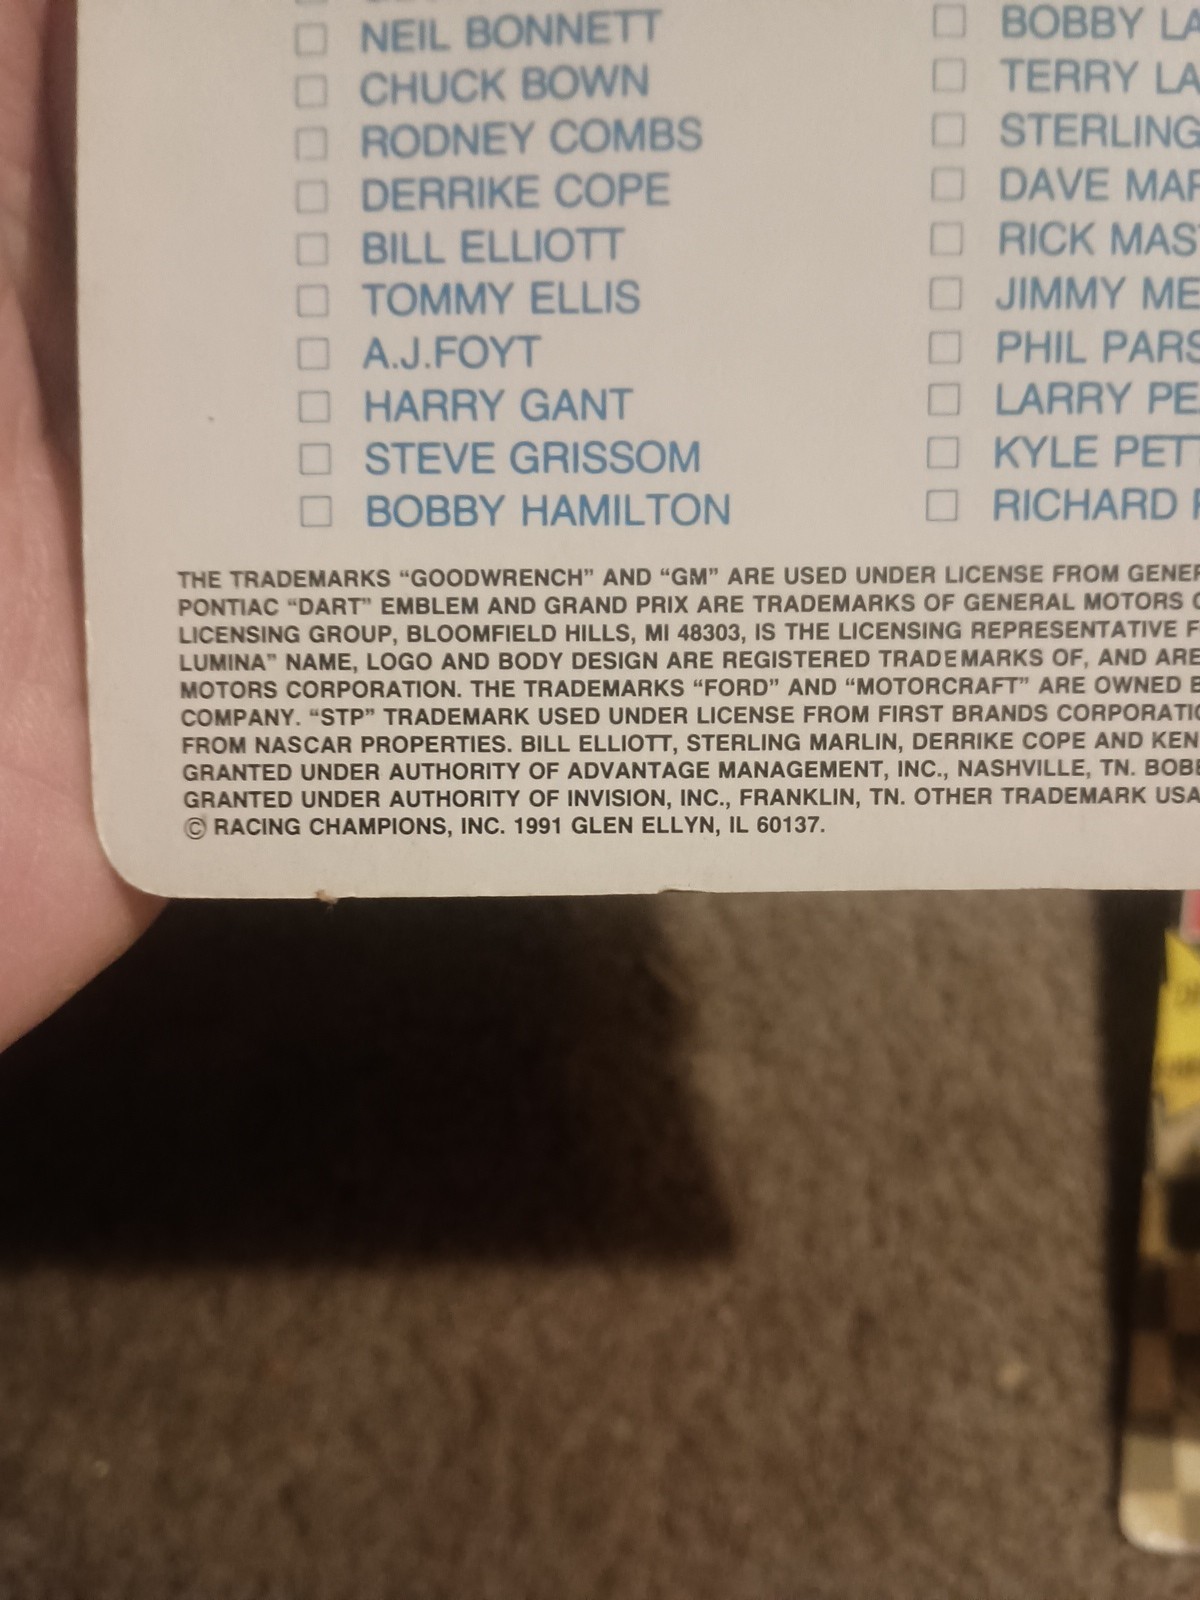 NEIL BONNETT
CHUCK BOWN
RODNEY COMBS
DERRIKE COPE
BILL ELLIOTT
TOMMY ELLIS
A.J.FOYT
HARRY GANT
STEVE GRISSOM
BOBBY HAMILTON
BOBBY LA
TERRY LA
STERLING
DAVE MAR
RICK MAS
JIMMY ME
PHIL PARS
LARRY PE
KYLE PETT
RICHARD
THE TRADEMARKS “GOODWRENCH” AND “GM” ARE USED UNDER LICENSE FROM GENER
PONTIAC “DART” EMBLEM AND GRAND PRIX ARE TRADEMARKS OF GENERAL MOTORS
LICENSING GROUP, BLOOMFIELD HILLS, MI 48303, IS THE LICENSING REPRESENTATIVE
LUMINA” NAME, LOGO AND BODY DESIGN ARE REGISTERED TRADEMARKS OF, AND ARE
MOTORS CORPORATION. THE TRADEMARKS “FORD” AND “MOTORCRAFT” ARE OWNED
COMPANY. “STP” TRADEMARK USED UNDER LICENSE FROM FIRST BRANDS CORPORATIO
FROM NASCAR PROPERTIES. BILL ELLIOTT, STERLING MARLIN, DERRIKE COPE AND KEN
GRANTED UNDER AUTHORITY OF ADVANTAGE MANAGEMENT, INC., NASHVILLE, TN. BOBB
GRANTED UNDER AUTHORITY OF INVISION, INC., FRANKLIN, TN. OTHER TRADEMARK USA
© RACING CHAMPIONS, INC. 1991 GLEN ELLYN, IL 60137.